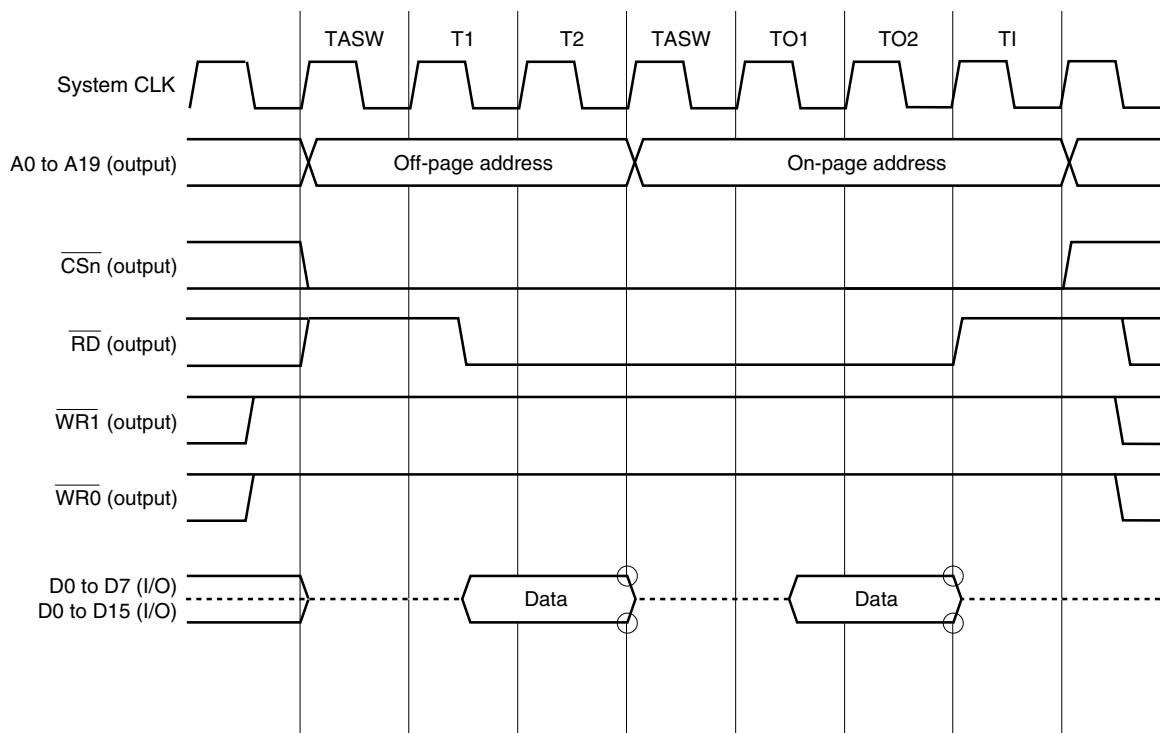 TASW T1 T2 TASW TO1 TO2 TI
System CLK
A0 to A19 (output) Off-page address On-page address
CSn (output)
RD (output)
WR1 (output)
WR0 (output)
D0 to D7 (I/O)
D0 to D15 (I/O) Data Data